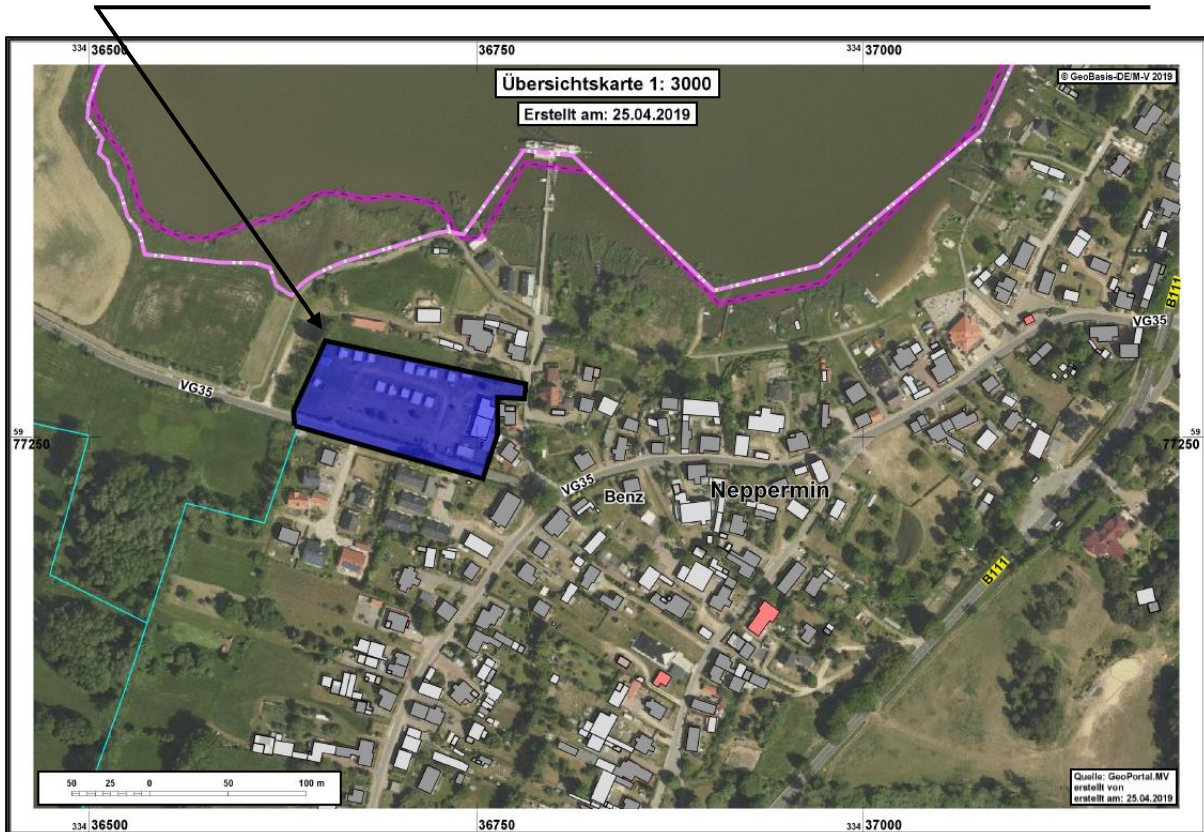 334 36500
36750
334 37000
Übersichtskarte 1: 3000
© GeoBasis-DE/M-V 2019
Erstellt am: 25.04.2019
B111
VG35
VG35
59
77250
59
77250
VG35
Benz
Neppermin
B111
50 25 0 50 100 m
Quelle: GeoPortal.MV
erstellt von
erstellt am: 25.04.2019
334 36500
36750
334 37000